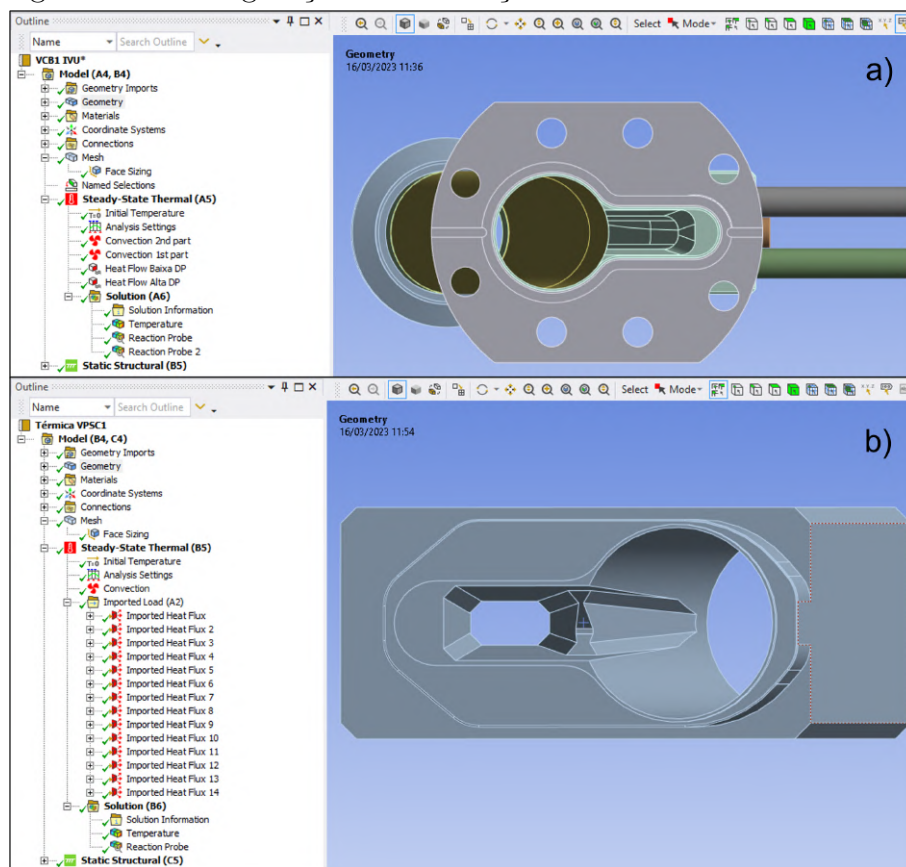 Outline
Name
Search Outline
VCB1 IVU*
Model (A4, B4)
Geometry Imports
Geometry
Materials
Coordinate Systems
Connections
Mesh
Face Sizing
Named Selections
Steady-State Thermal (A5)
T=0 Initial Temperature
Analysis Settings
Convection 2nd part
Convection 1st part
Heat Flow Baixa DP
Heat Flow Alta DP
Solution (A6)
Solution Information
Temperature
Reaction Probe
Reaction Probe 2
Static Structural (B5)
Select Mode
Geometry
16/03/2023 11:36
a)
Outline
Name
Search Outline
Térmica VPSC1
Model (B4, C4)
Geometry Imports
Geometry
Materials
Coordinate Systems
Connections
Mesh
Face Sizing
Steady-State Thermal (B5)
T=0 Initial Temperature
Analysis Settings
Convection
Imported Load (A2)
Imported Heat Flux
Imported Heat Flux 2
Imported Heat Flux 3
Imported Heat Flux 4
Imported Heat Flux 5
Imported Heat Flux 6
Imported Heat Flux 7
Imported Heat Flux 8
Imported Heat Flux 9
Imported Heat Flux 10
Imported Heat Flux 11
Imported Heat Flux 12
Imported Heat Flux 13
Imported Heat Flux 14
Solution (B6)
Solution Information
Temperature
Reaction Probe
Static Structural (C5)
Select Mode
Geometry
16/03/2023 11:54
b)